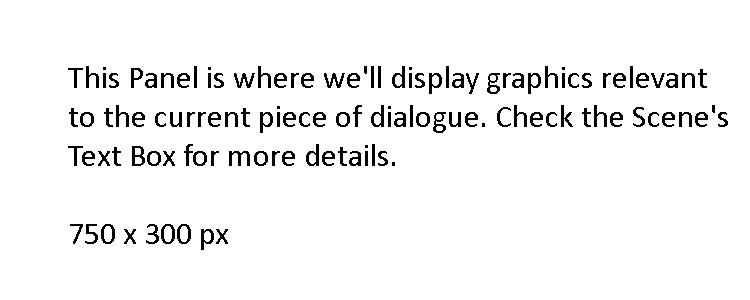 This Panel is where we'll display graphics relevant
to the current piece of dialogue. Check the Scene's
Text Box for more details.
750 x 300 px